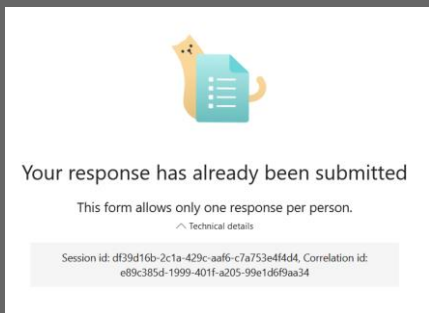 Your response has already been submitted
This form allows only one response per person.
Technical details
Session id: df39d16b-2c1a-429c-aaf6-c7a753e4f4d4, Correlation id:
e89c385d-1999-401f-a205-99e1d6f9aa34